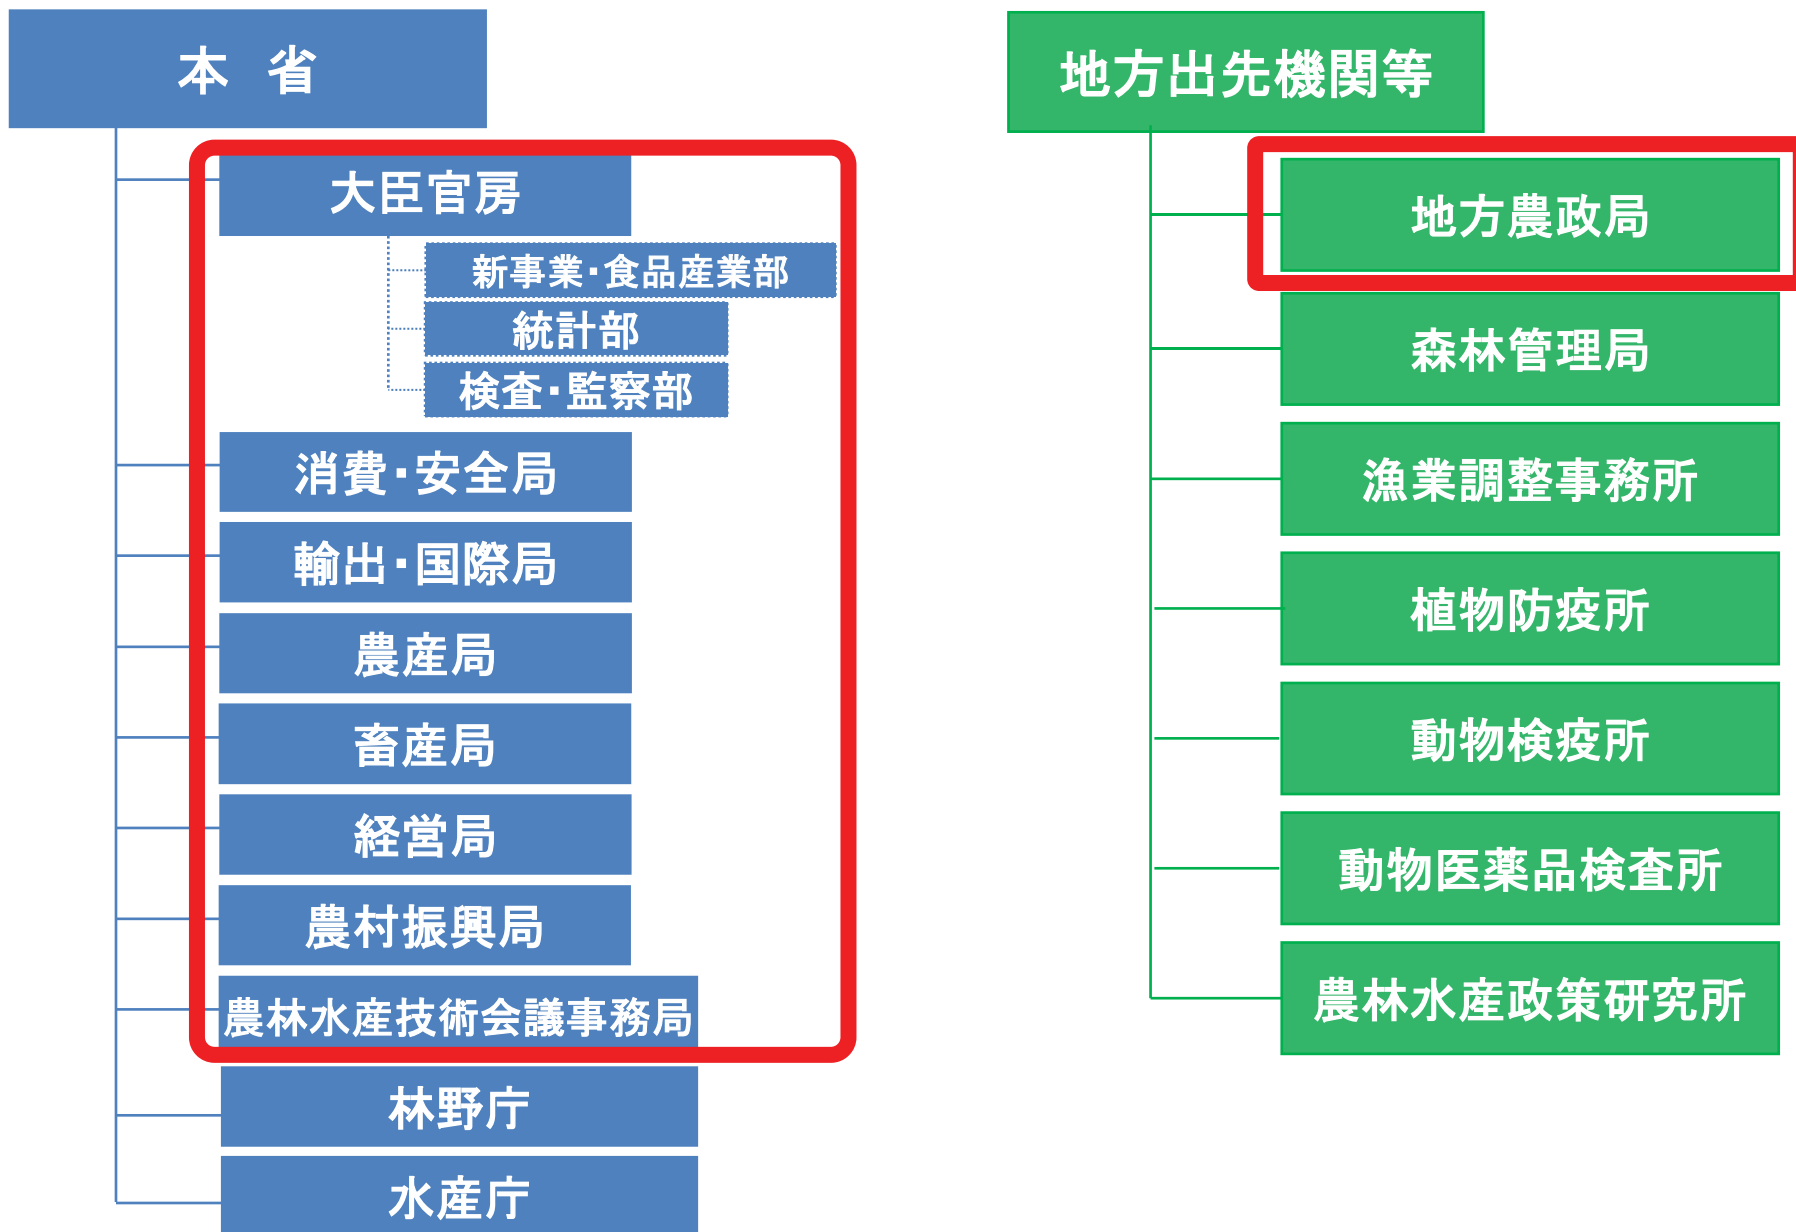 本 省
大臣官房
新事業・食品産業部
統計部
検査・監察部
消費・安全局
輸出・国際局
農産局
畜産局
経営局
農村振興局
農林水産技術会議事務局
林野庁
水産庁
地方出先機関等
地方農政局
森林管理局
漁業調整事務所
植物防疫所
動物検疫所
動物医薬品検査所
農林水産政策研究所